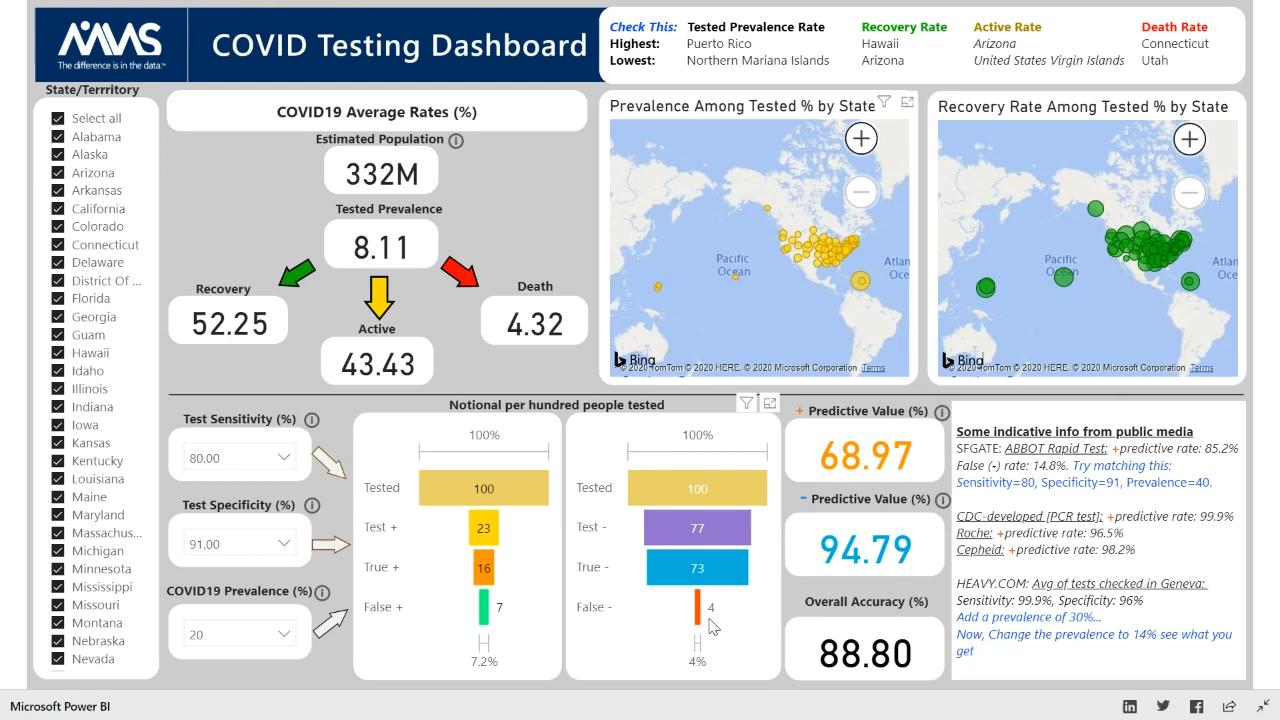 MAS
The difference is in the data.™
COVID Testing Dashboard
Check This: Tested Prevalence Rate Recovery Rate Active Rate Death Rate
Highest: Puerto Rico Hawaii Arizona Connecticut
Lowest: Northern Mariana Islands Arizona United States Virgin Islands Utah
State/Terrritory
Select all
Alabama
Alaska
Arizona
Arkansas
California
Colorado
Connecticut
Delaware
District Of ...
Florida
Georgia
Guam
Hawaii
Idaho
Illinois
Indiana
Iowa
Kansas
Kentucky
Louisiana
Maine
Maryland
Massachus...
Michigan
Minnesota
Mississippi
Missouri
Montana
Nebraska
Nevada
COVID19 Average Rates (%)
Estimated Population
332M
Tested Prevalence
8.11
Recovery
52.25
Active
43.43
Death
4.32
Prevalence Among Tested % by State
Pacific
Ocean
Atlan
Oce
Bing
© 2020 TomTom © 2020 HERE, © 2020 Microsoft Corporation Terms
Recovery Rate Among Tested % by State
Pacific
Ocean
Atlan
Oce
Bing
© 2020 TomTom © 2020 HERE, © 2020 Microsoft Corporation Terms
Test Sensitivity (%)
80.00
Test Specificity (%)
91.00
COVID19 Prevalence (%)
20
Notional per hundred people tested
100%
Tested 100
Test + 23
True + 16
False + 7
7.2%
100%
Tested 100
Test - 77
True - 73
False - 4
4%
+ Predictive Value (%)
68.97
- Predictive Value (%)
94.79
Overall Accuracy (%)
88.80
Some indicative info from public media
SFGATE: ABBOT Rapid Test: +predictive rate: 85.2%
False (-) rate: 14.8%. Try matching this:
Sensitivity=80, Specificity=91, Prevalence=40.
CDC-developed [PCR test]: +predictive rate: 99.9%
Roche: +predictive rate: 96.5%
Cepheid: +predictive rate: 98.2%
HEAVY.COM: Avg of tests checked in Geneva:
Sensitivity: 99.9%, Specificity: 96%
Add a prevalence of 30%...
Now, Change the prevalence to 14% see what you
get
Microsoft Power BI